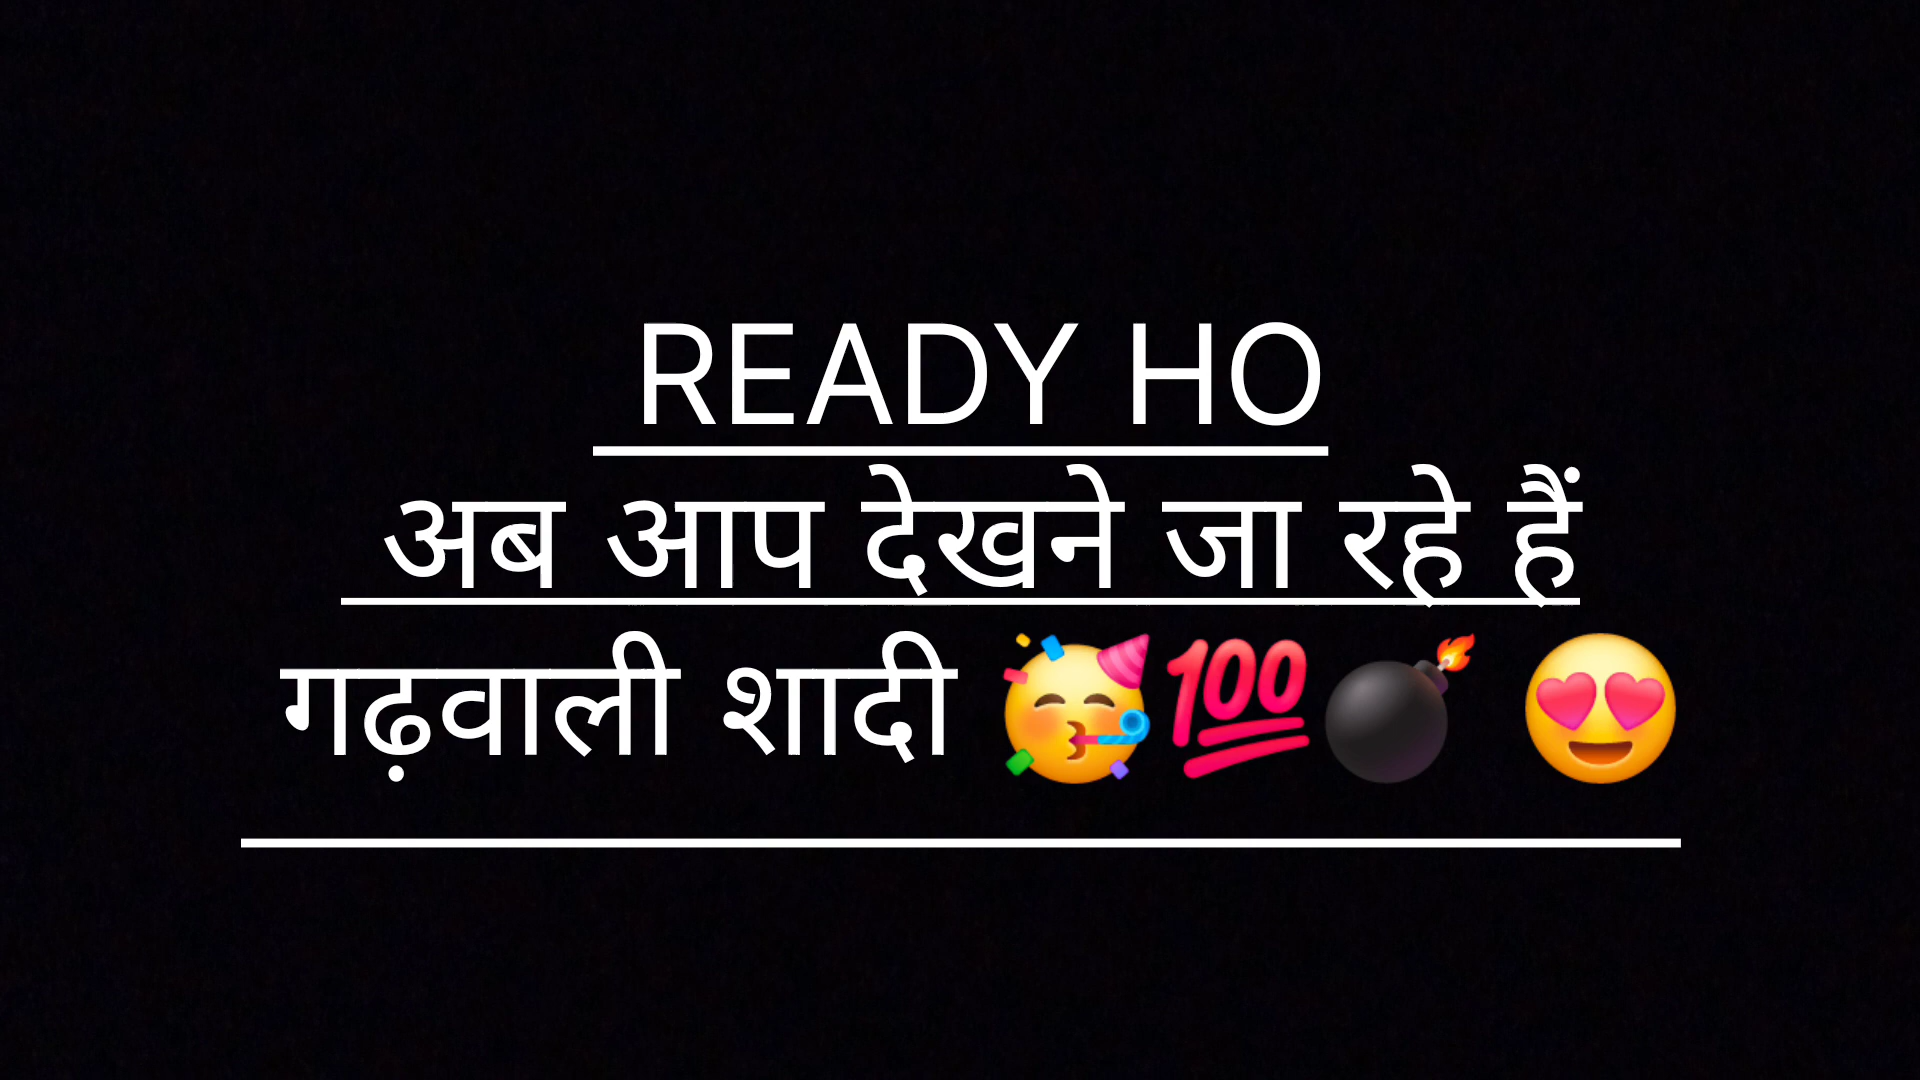 READY HO
अब आप देखने जा रहे हैं
गढ़वाली शादी 🥳💯💣 😍